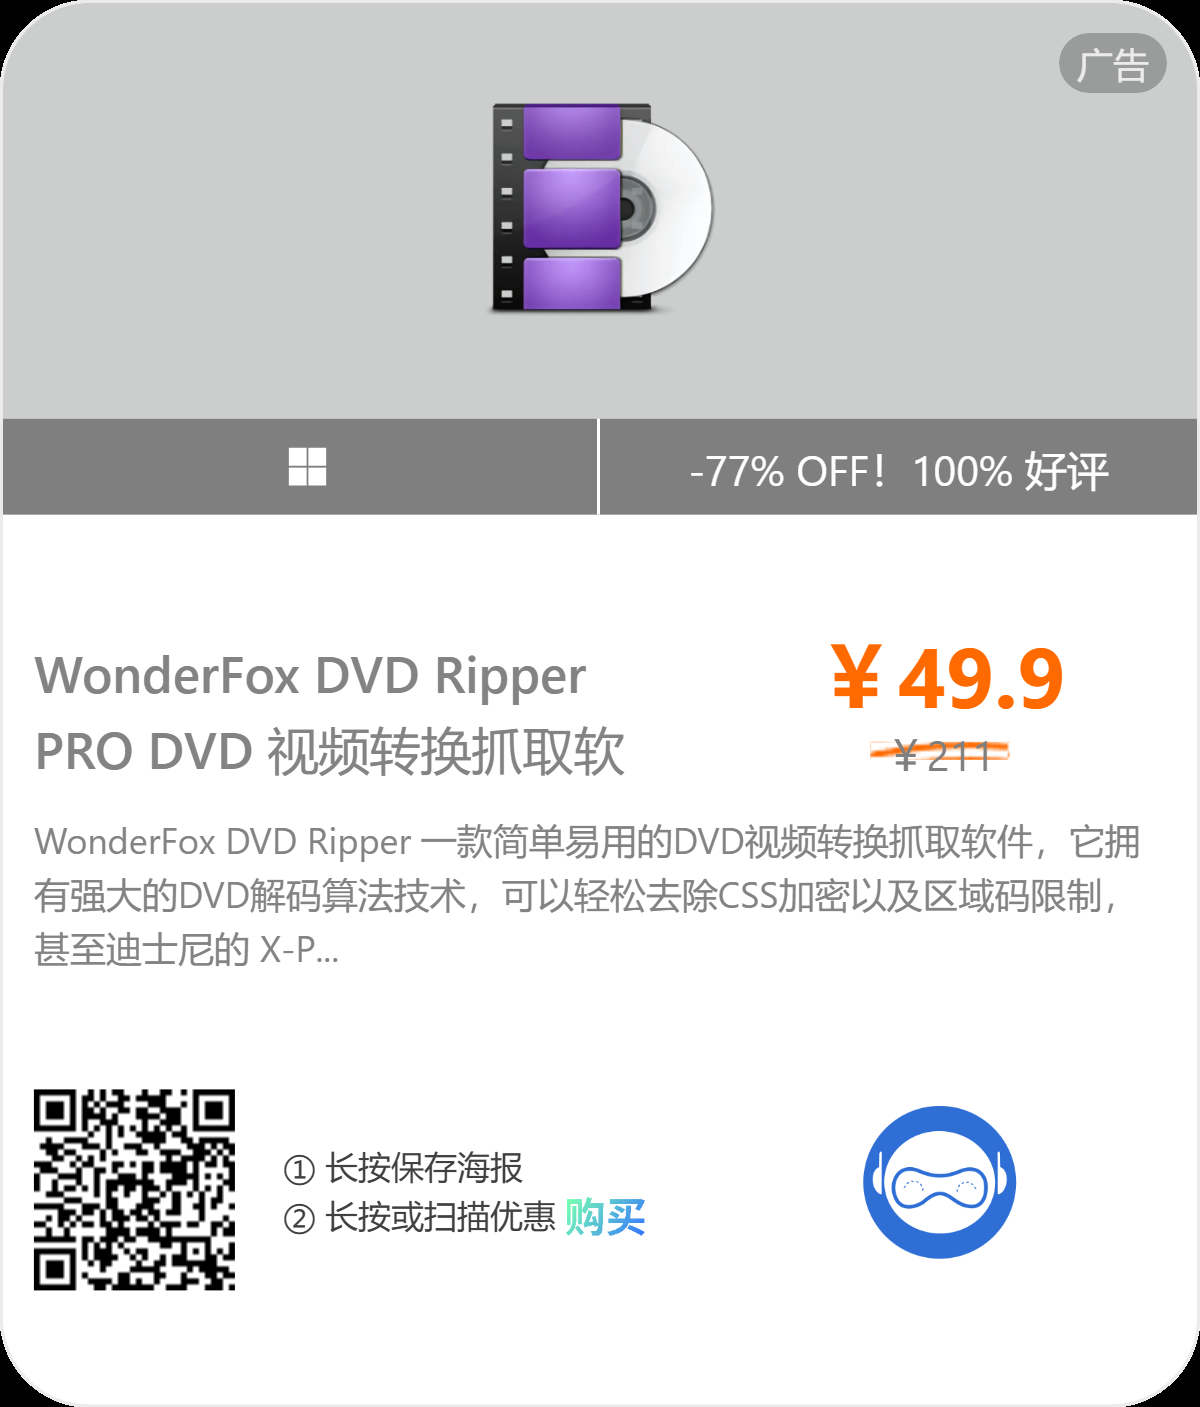 广告
-77% OFF！100% 好评
WonderFox DVD Ripper
PRO DVD 视频转换抓取软
￥49.9
￥211
WonderFox DVD Ripper 一款简单易用的DVD视频转换抓取软件，它拥
有强大的DVD解码算法技术，可以轻松去除CSS加密以及区域码限制，
甚至迪士尼的 X-P...
① 长按保存海报
② 长按或扫描优惠 购买